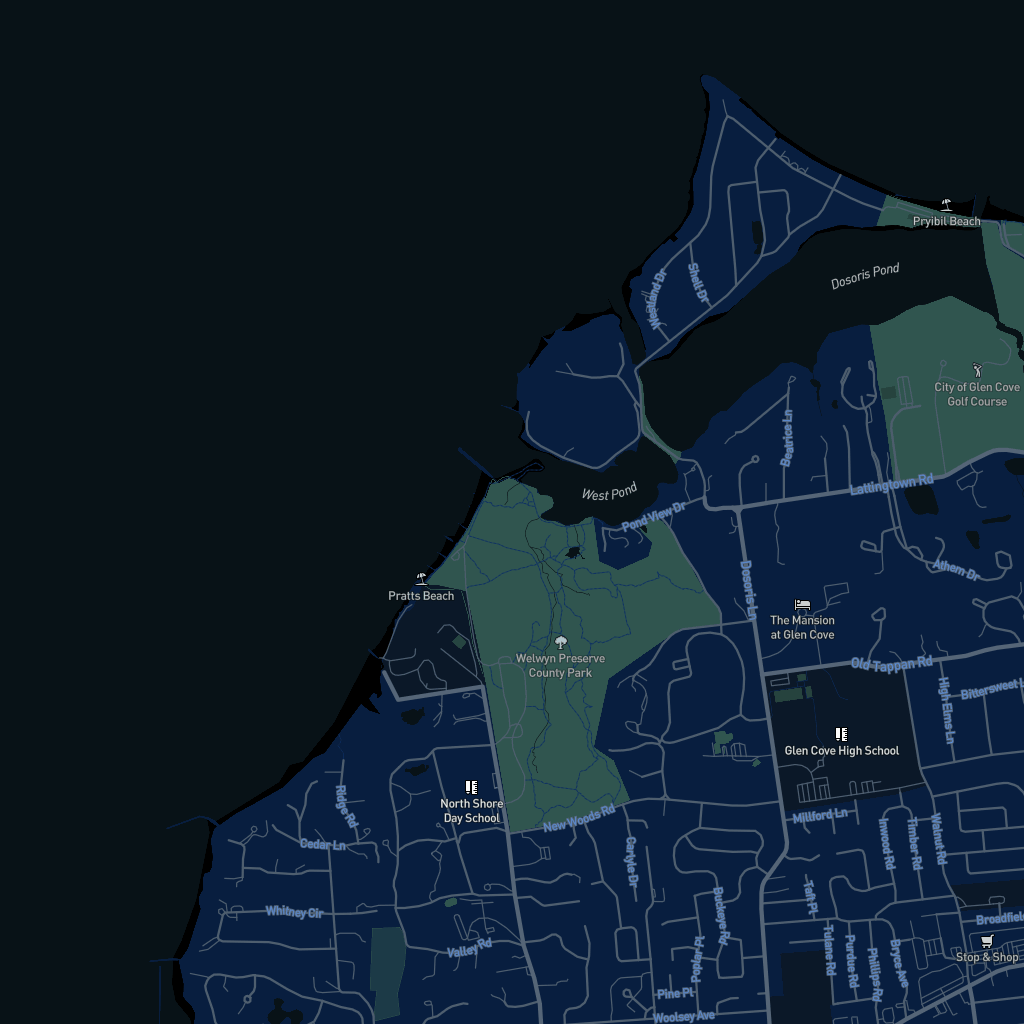 Pryibil Beach
Dosoris Pond
Westland Dr
Shell Dr
City of Glen Cove
Golf Course
Beatrice Ln
Lattingtown Rd
West Pond
Pond View Dr
Athem Dr
Dosoris Ln
Pratts Beach
The Mansion
at Glen Cove
Welwyn Preserve
County Park
Old Tappan Rd
High Elms Ln
Bittersweet L
Glen Cove High School
North Shore
Day School
Ridge Rd
New Woods Rd
Millford Ln
Inwood Rd
Timber Rd
Walnut Rd
Cedar Ln
Carlyle Dr
Taft Pl
Buckeye Rd
Whitney Cir
Broadfiel
Valley Rd
Poplar Pl
Tulane Rd
Purdue Rd
Phillips Rd
Bryce Ave
Stop & Shop
Pine Pl
Woolsey Ave